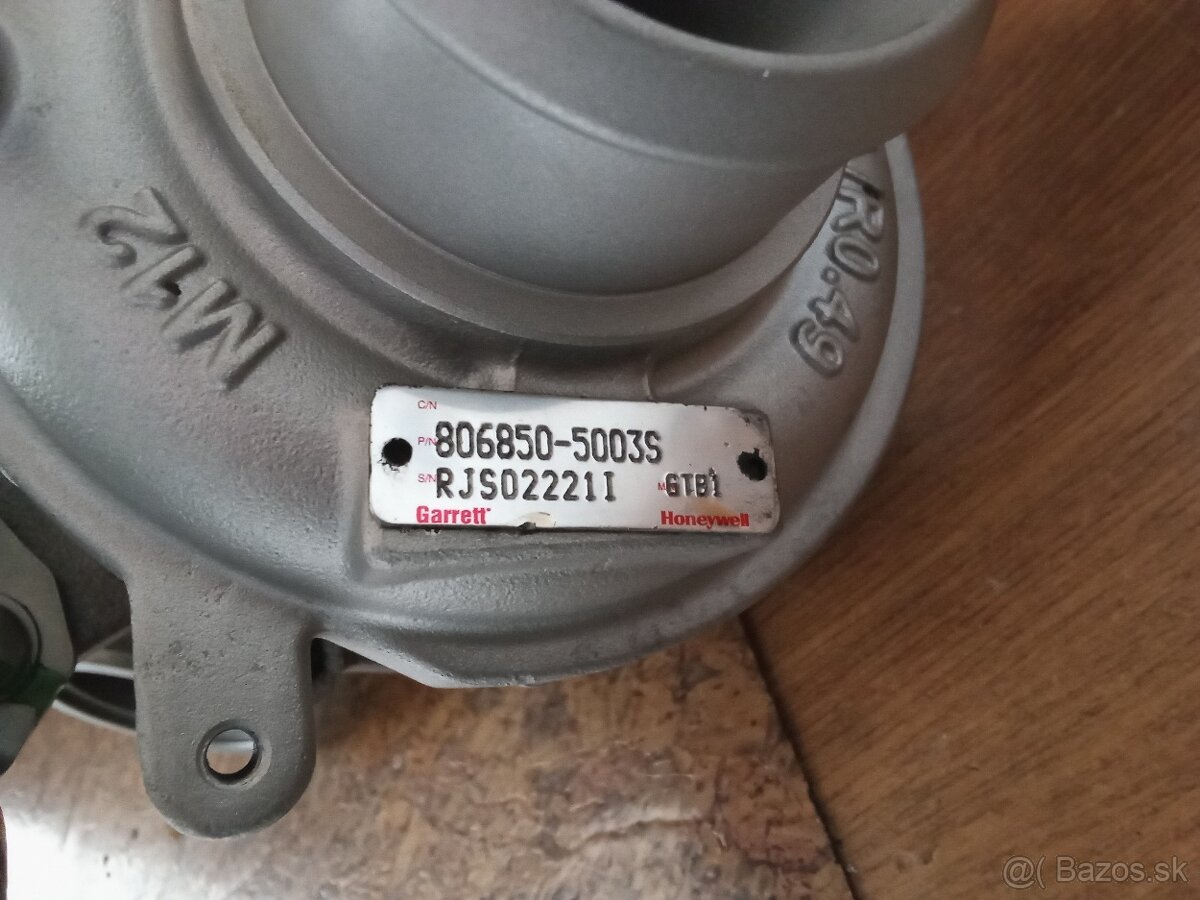 M12
R0.49
C/N
P/N 806850-5003S
S/N RJS02221I M GTB1
Garrett Honeywell
@( Bazos.sk